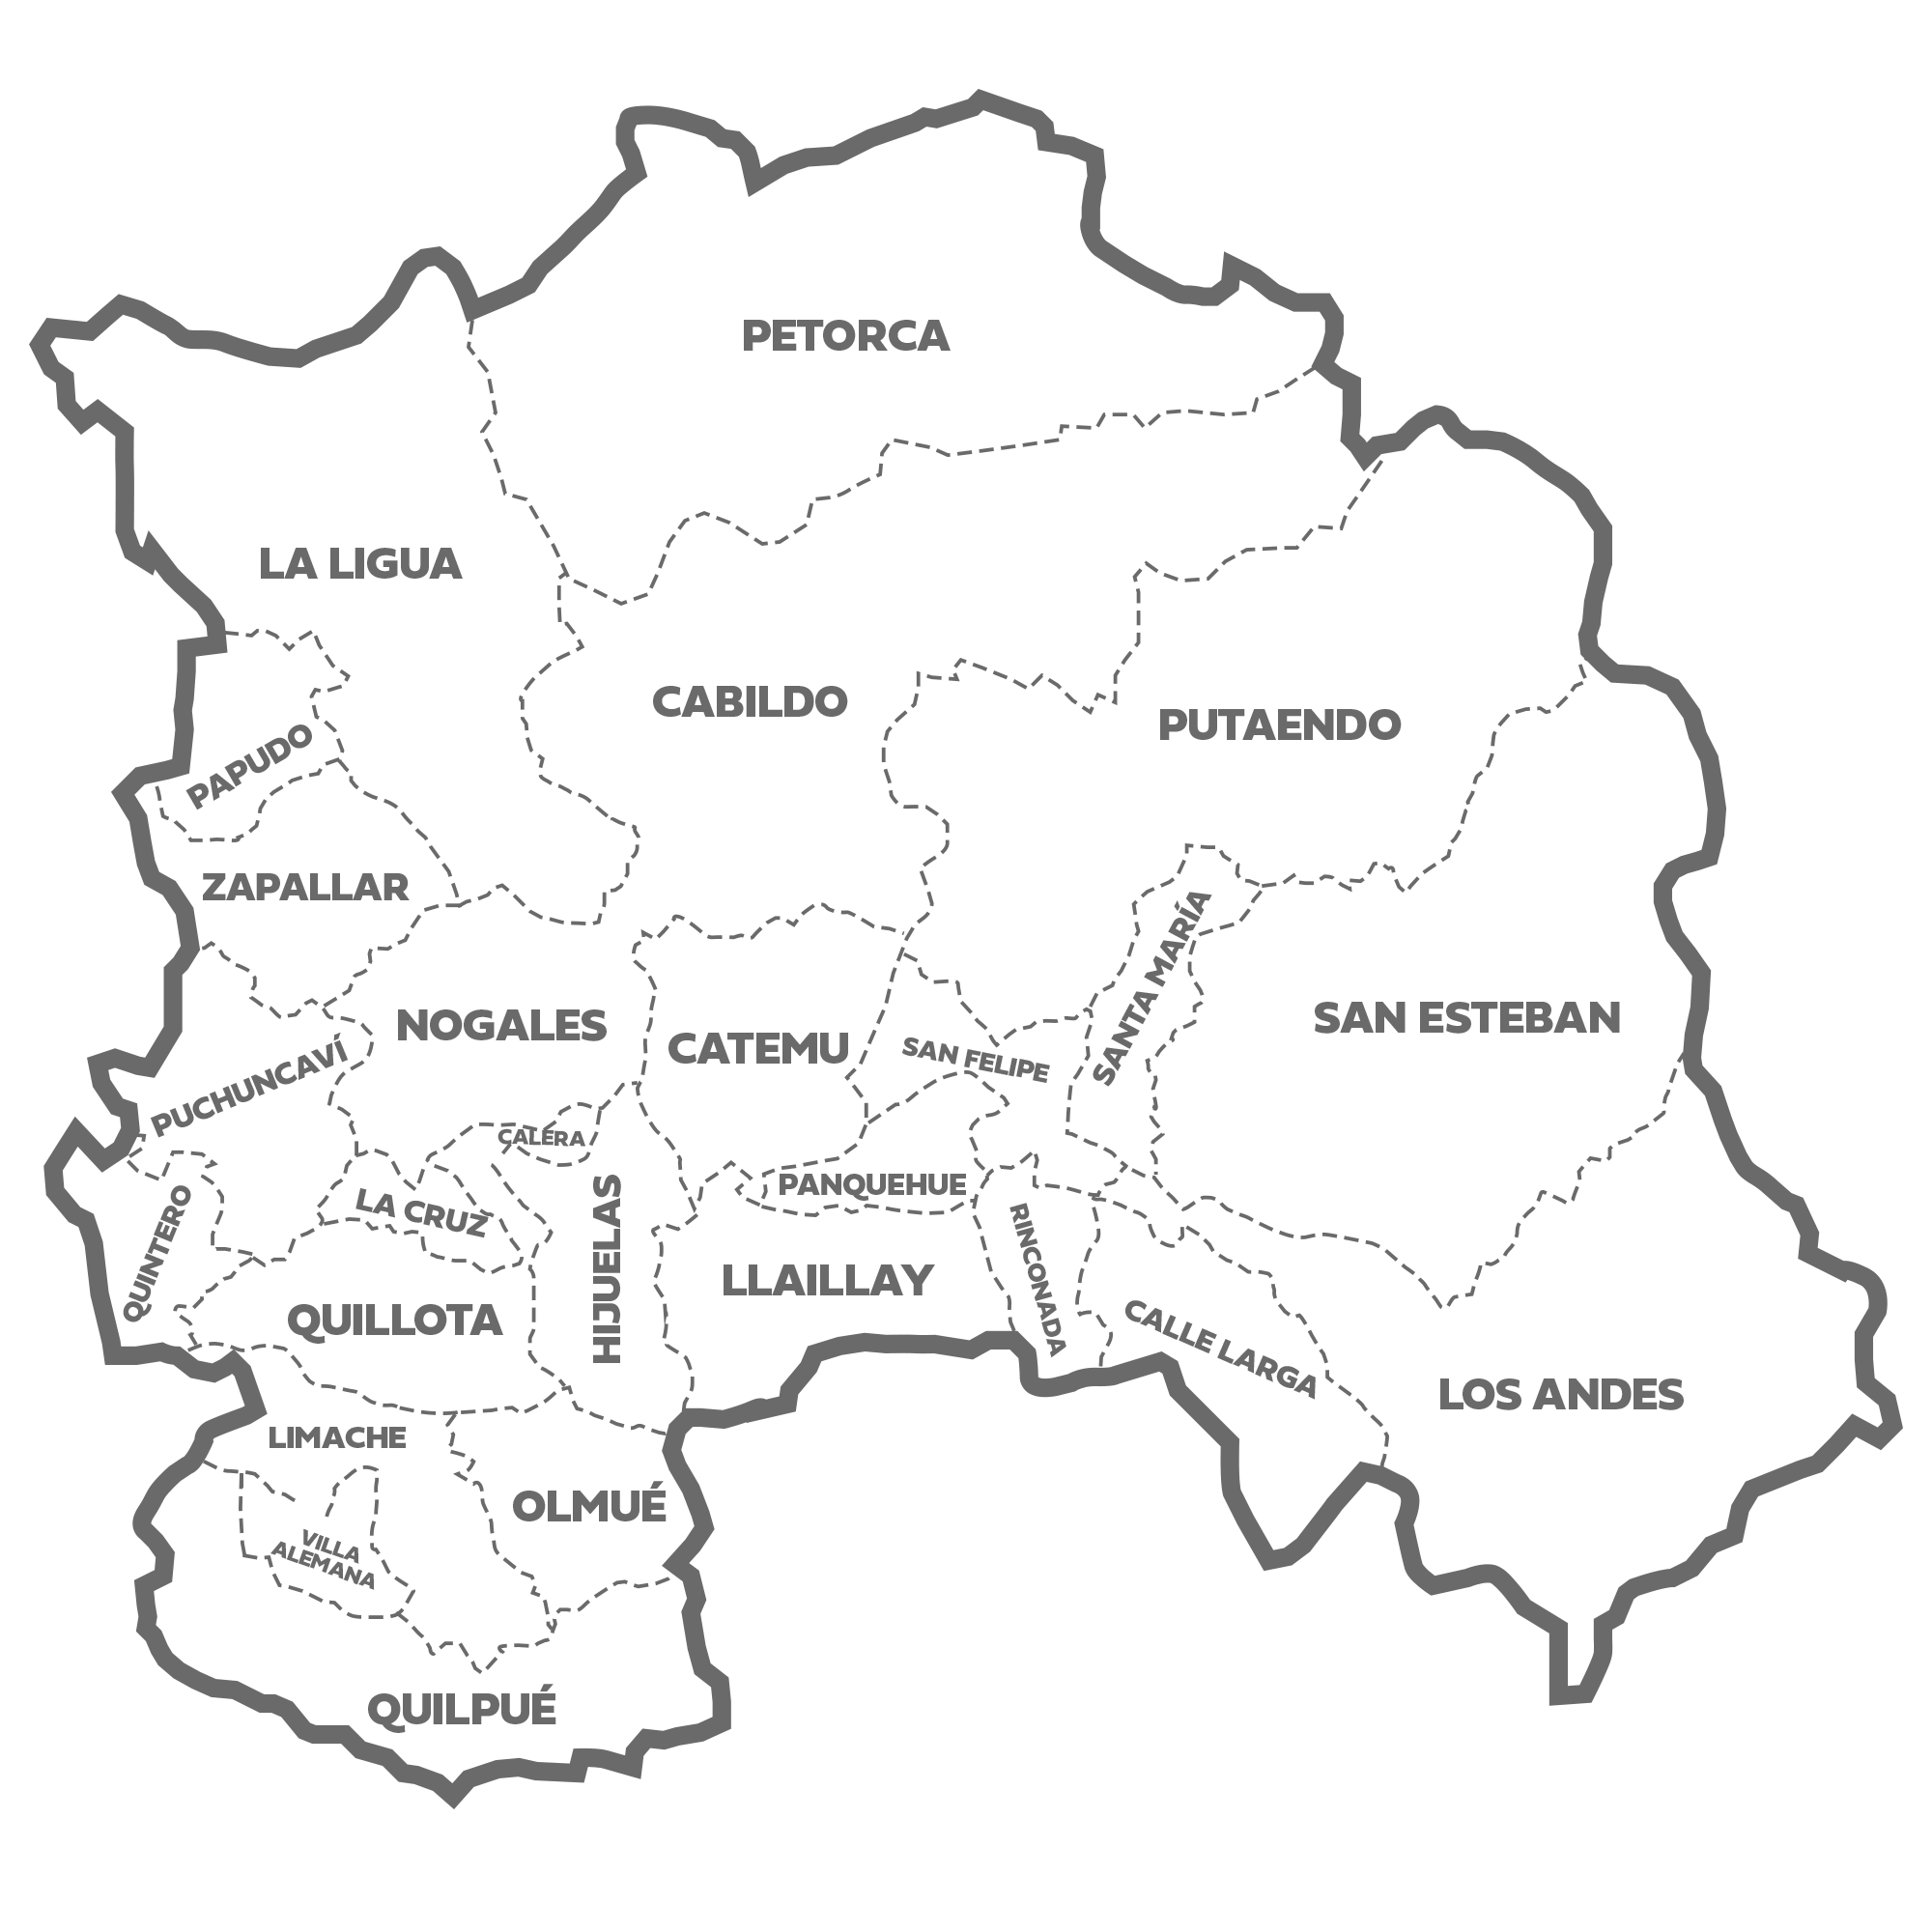 PETORCA
LA LIGUA
CABILDO
PUTAENDO
PAPUDO
ZAPALLAR
SANTA MARÍA
NOGALES
CATEMU
SAN FELIPE
SAN ESTEBAN
PUCHUNCAVÍ
CALERA
LA CRUZ
PANQUEHUE
QUINTERO
HIJUELAS
RINCONADA
LLAILLAY
QUILLOTA
CALLE LARGA
LOS ANDES
LIMACHE
OLMUÉ
VILLA
ALEMANA
QUILPUÉ